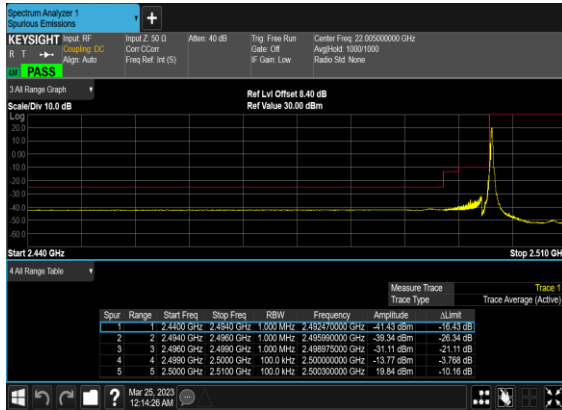 Spectrum Analyzer 1
Spurious Emissions
KEYSIGHT Input: RF Input Z: 50 Ω Atten: 40 dB Trig: Free Run Center Freq: 22.005000000 GHz
R T Coupling: DC Corr CCorr Gate: Off Avg|Hold: 1000/1000
Align: Auto Freq Ref: Int (S) IF Gain: Low Radio Std: None
LU PASS
3 All Range Graph Ref Lvl Offset 8.40 dB
Scale/Div 10.0 dB Ref Value 30.00 dBm
Log
20.0
10.0
0.00
-10.0
-20.0
-30.0
-40.0
-50.0
-60.0
Start 2.440 GHz Stop 2.510 GH
4 All Range Table
Measure Trace Trace 1
Trace Type Trace Average (Active)
Spur Range Start Freq Stop Freq RBW Frequency Amplitude ΔLimit
1 1 2.4400 GHz 2.4940 GHz 1.000 MHz 2.492470000 GHz -41.43 dBm -16.43 dB
2 2 2.4940 GHz 2.4960 GHz 1.000 MHz 2.495990000 GHz -39.34 dBm -26.34 dB
3 3 2.4960 GHz 2.4990 GHz 1.000 MHz 2.498975000 GHz -31.11 dBm -21.11 dB
4 4 2.4990 GHz 2.5000 GHz 100.0 kHz 2.500000000 GHz -13.77 dBm -3.768 dB
5 5 2.5000 GHz 2.5100 GHz 100.0 kHz 2.500300000 GHz 19.84 dBm -10.16 dB
Mar 25, 2023
12:14:26 AM